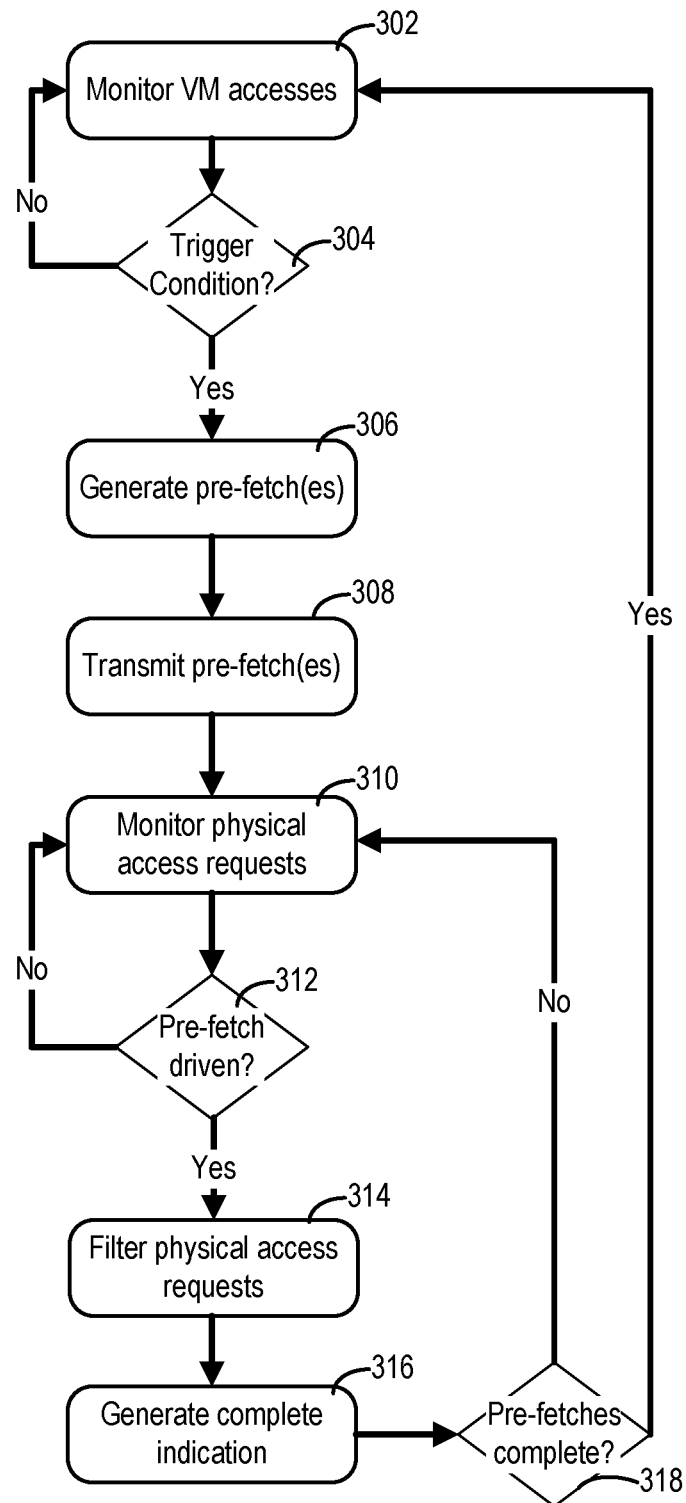 302
Monitor VM accesses
No
Trigger
Condition?
304
Yes
306
Generate pre-fetch(es)
308
Transmit pre-fetch(es)
Yes
310
Monitor physical
access requests
No
312
Pre-fetch
driven?
No
Yes
314
Filter physical access
requests
316
Generate complete
indication
Pre-fetches
complete?
318